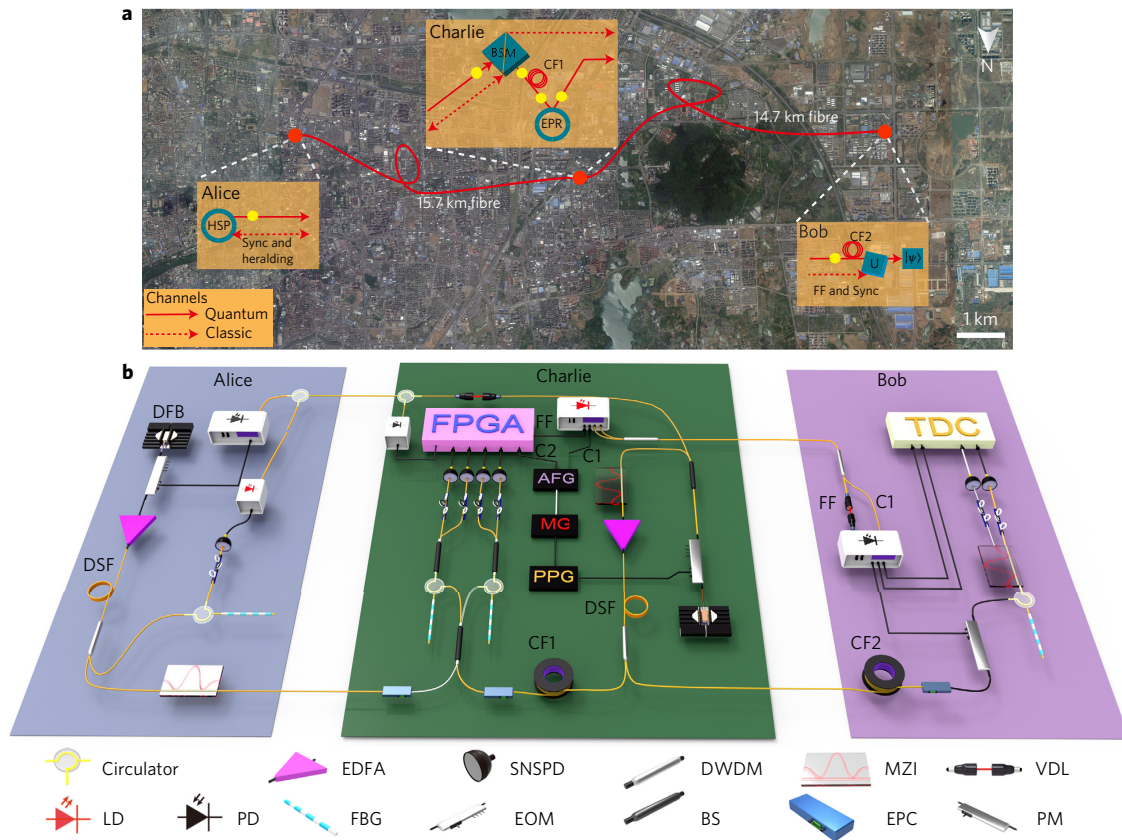 a
Charlie
BSM
CF1
EPR
N
14.7 km fibre
15.7 km fibre
Alice
HSP
Sync and
heralding
Bob
CF2
U
|ψ⟩
FF and Sync
Channels
Quantum
Classic
1 km
b
Alice
Charlie
Bob
DFB
FPGA
FF
TDC
C2
C1
AFG
MG
FF
C1
PPG
DSF
DSF
CF1
CF2
Circulator
EDFA
SNSPD
DWDM
MZI
VDL
LD
PD
FBG
EOM
BS
EPC
PM